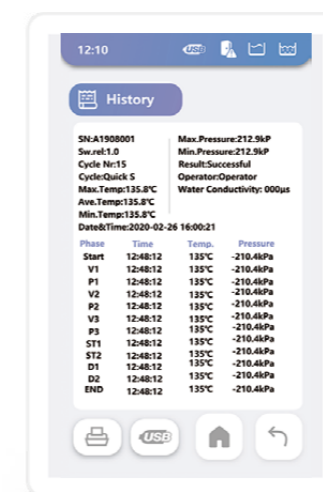 12:10
USB
History
SN:A1908001
Sw.rel:1.0
Cycle Nr:15
Cycle:Quick S
Max.Temp:135.8℃
Ave.Temp:135.8℃
Min.Temp:135.8℃
Max.Pressure:212.9kP
Min.Pressure:212.9kP
Result:Successful
Operator:Operator
Water Conductivity: 000μs
Date&Time:2020-02-26 16:00:21
Phase Time Temp. Pressure
Start 12:48:12 135℃ -210.4kPa
V1 12:48:12 135℃ -210.4kPa
P1 12:48:12 135℃ -210.4kPa
V2 12:48:12 135℃ -210.4kPa
P2 12:48:12 135℃ -210.4kPa
V3 12:48:12 135℃ -210.4kPa
P3 12:48:12 135℃ -210.4kPa
ST1 12:48:12 135℃ -210.4kPa
ST2 12:48:12 135℃ -210.4kPa
D1 12:48:12 135℃ -210.4kPa
D2 12:48:12 135℃ -210.4kPa
END 12:48:12 135℃ -210.4kPa
USB